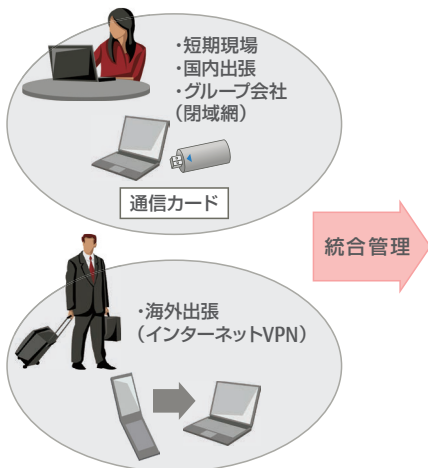 ・短期現場
・国内出張
・グループ会社
（閉域網）
通信カード
統合管理
・海外出張
（インターネットVPN）